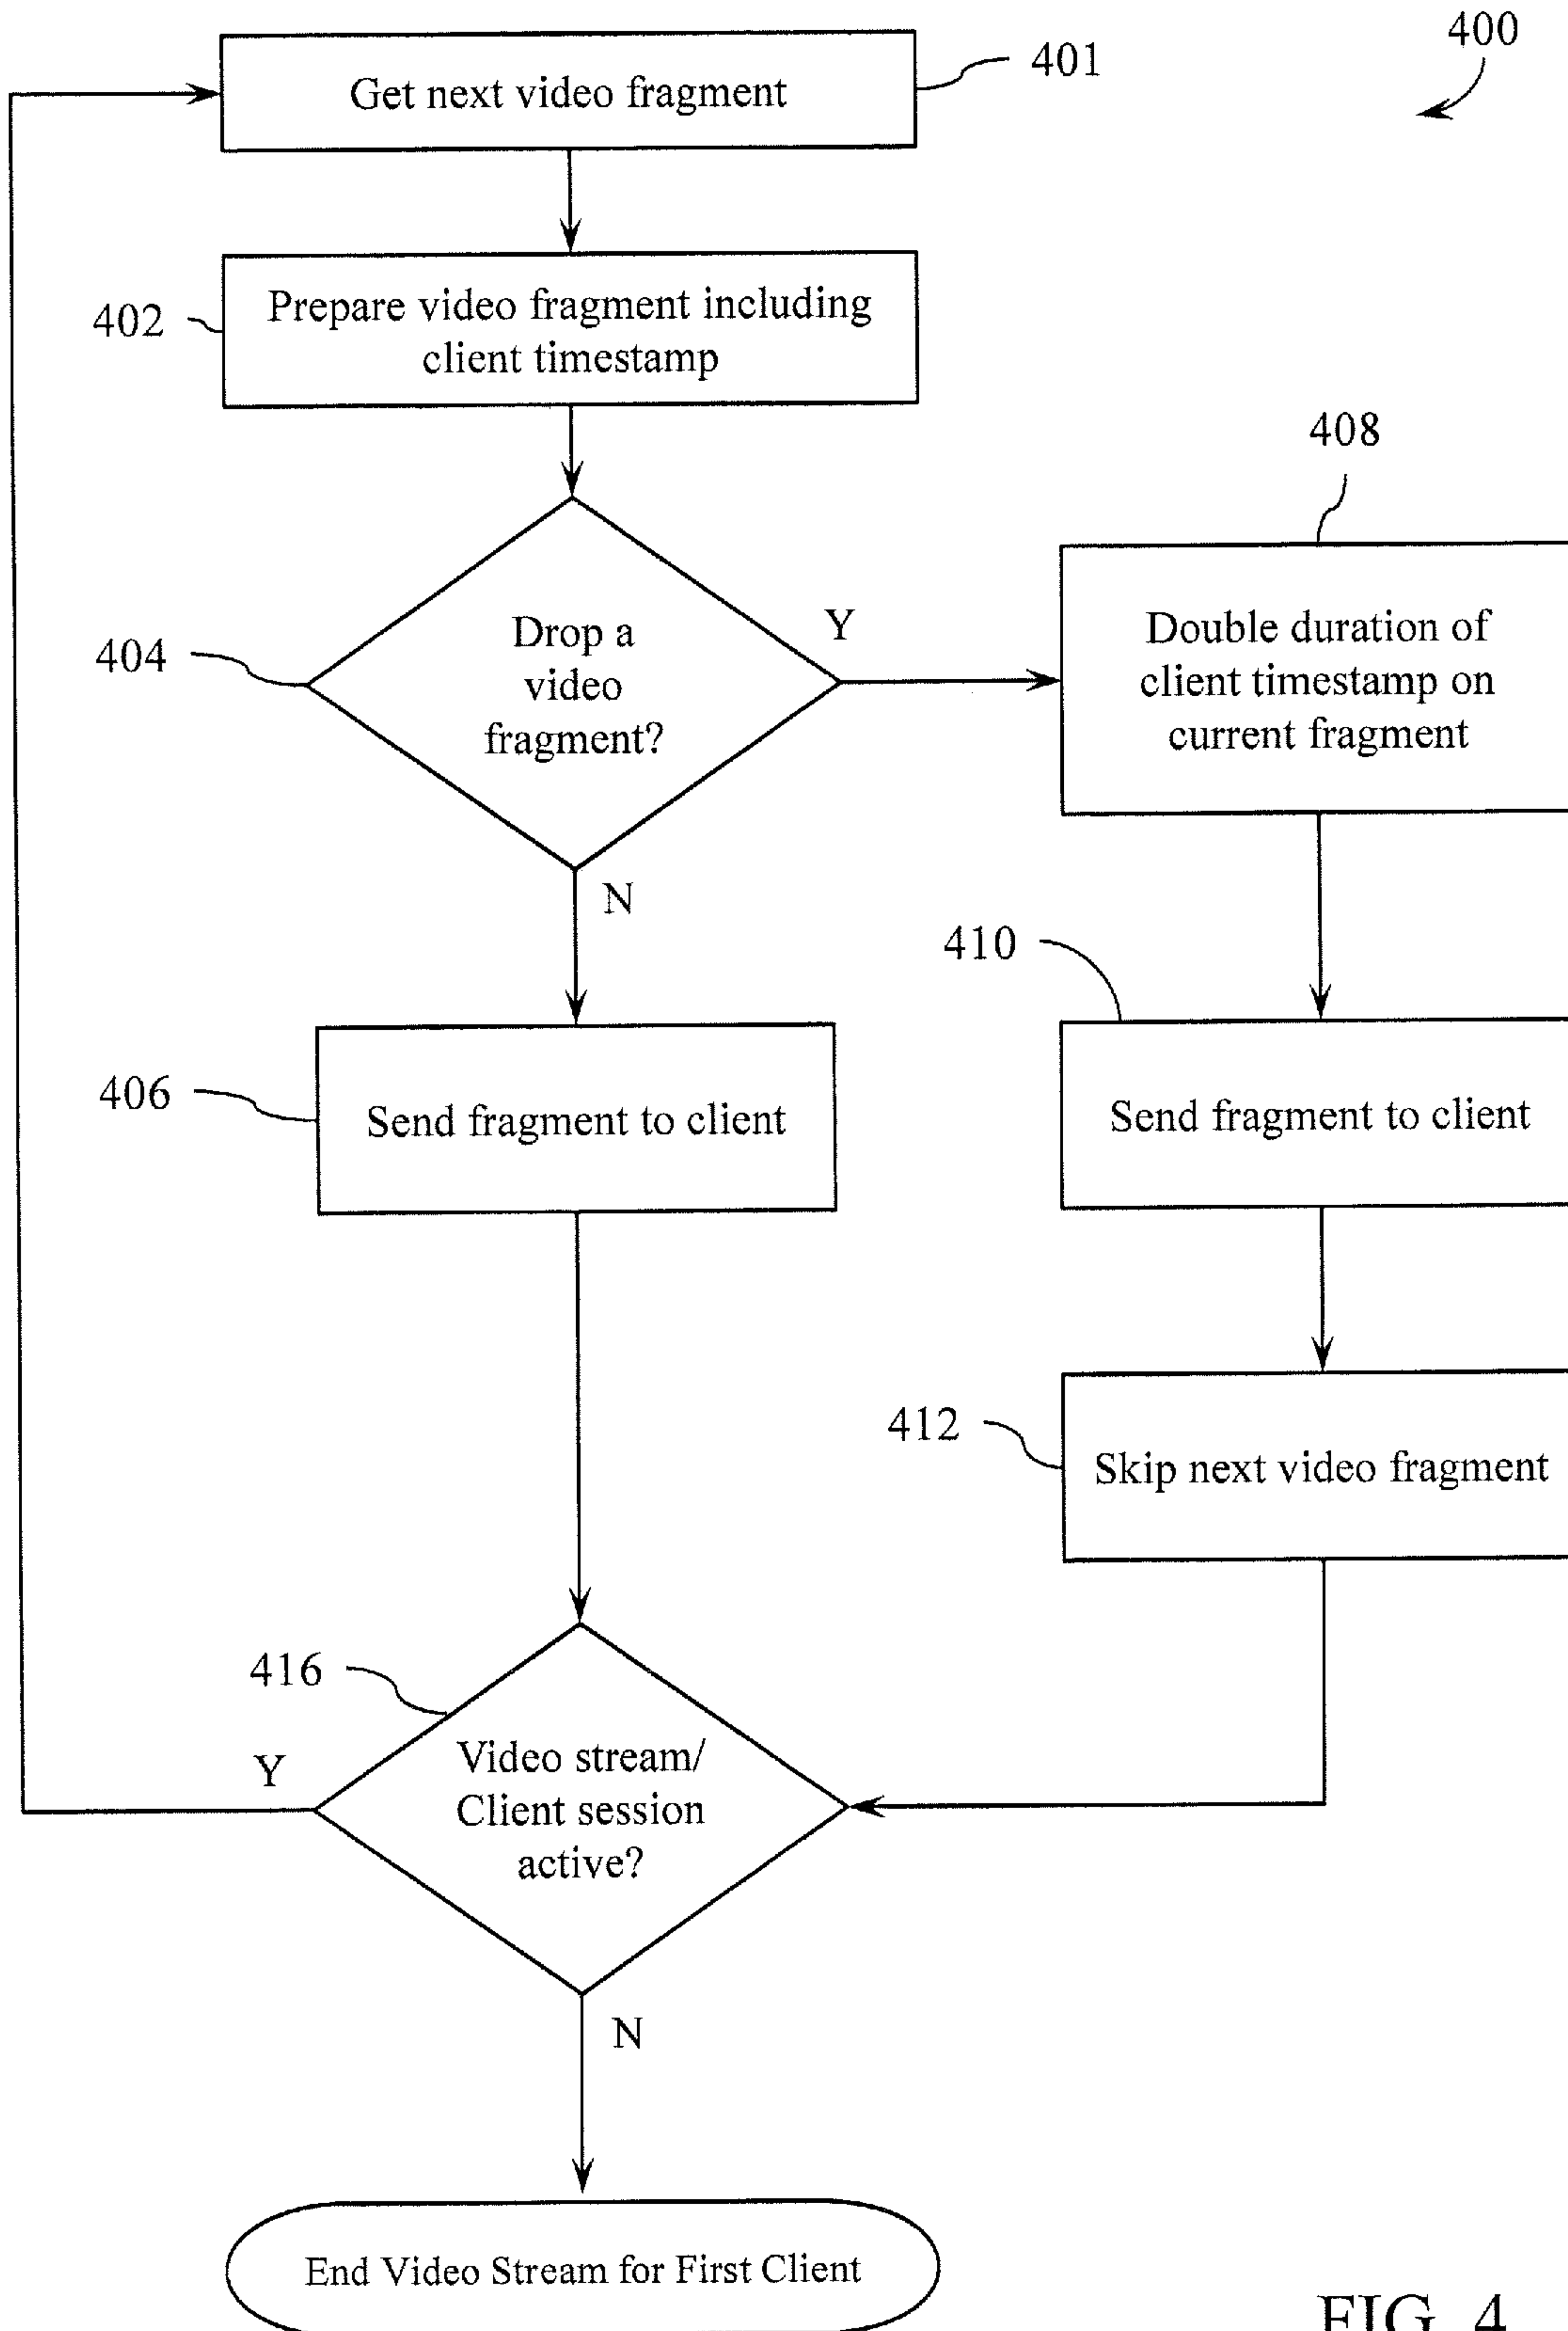 400
401
Get next video fragment
402
Prepare video fragment including
client timestamp
404
Drop a
video
fragment?
Y
N
408
Double duration of
client timestamp on
current fragment
406
Send fragment to client
410
Send fragment to client
412
Skip next video fragment
416
Video stream/
Client session
active?
Y
N
End Video Stream for First Client
FIG. 4